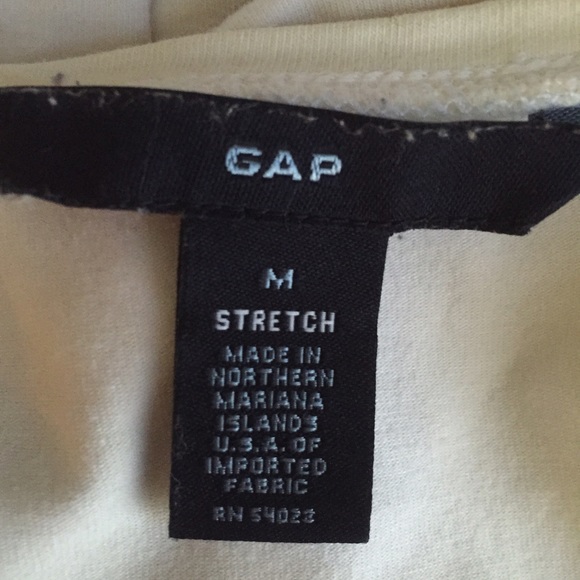 GAP
M
STRETCH
MADE IN
NORTHERN
MARIANA
ISLANDS
U.S.A. OF
IMPORTED
FABRIC
RN 54023